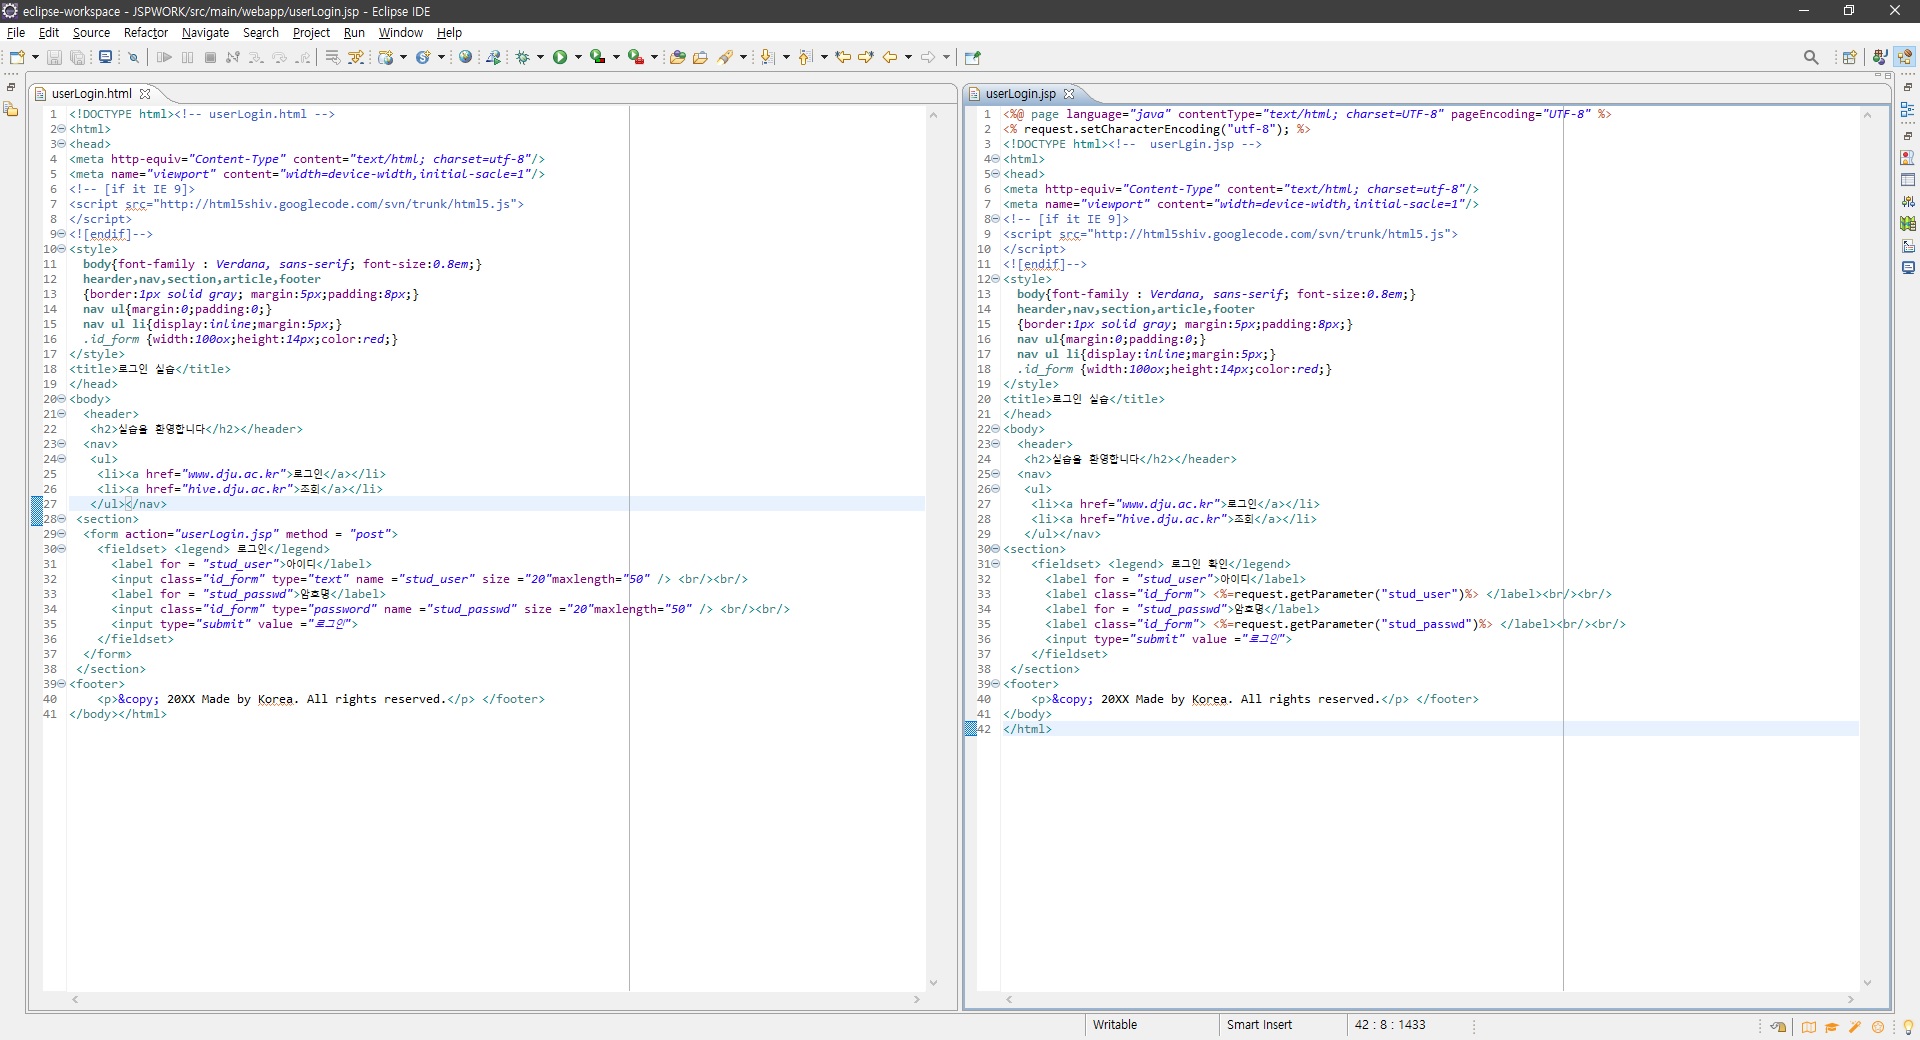 eclipse-workspace - JSPWORK/src/main/webapp/userLogin.jsp - Eclipse IDE
File Edit Source Refactor Navigate Search Project Run Window Help
userLogin.html
1 <!DOCTYPE html><!-- userLogin.html -->
2 <html>
3 <head>
4 <meta http-equiv="Content-Type" content="text/html; charset=utf-8"/>
5 <meta name="viewport" content="width=device-width,initial-sacle=1"/>
6 <!-- [if it IE 9]>
7 <script src="http://html5shiv.googlecode.com/svn/trunk/html5.js">
8 </script>
9 <![endif]-->
10 <style>
11 body{font-family : Verdana, sans-serif; font-size:0.8em;}
12 hearder,nav,section,article,footer
13 {border:1px solid gray; margin:5px;padding:8px;}
14 nav ul{margin:0;padding:0;}
15 nav ul li{display:inline;margin:5px;}
16 .id_form {width:100ox;height:14px;color:red;}
17 </style>
18 <title>로그인 실습</title>
19 </head>
20 <body>
21 <header>
22 <h2>실습을 환영합니다</h2></header>
23 <nav>
24 <ul>
25 <li><a href="www.dju.ac.kr">로그인</a></li>
26 <li><a href="hive.dju.ac.kr">조회</a></li>
27 </ul></nav>
28 <section>
29 <form action="userLogin.jsp" method = "post">
30 <fieldset> <legend> 로그인</legend>
31 <label for = "stud_user">아이디</label>
32 <input class="id_form" type="text" name ="stud_user" size ="20"maxlength="50" /> <br/><br/>
33 <label for = "stud_passwd">암호명</label>
34 <input class="id_form" type="password" name ="stud_passwd" size ="20"maxlength="50" /> <br/><br/>
35 <input type="submit" value ="로그인">
36 </fieldset>
37 </form>
38 </section>
39 <footer>
40 <p>&copy; 20XX Made by Korea. All rights reserved.</p> </footer>
41 </body></html>
userLogin.jsp
1 <%@ page language="java" contentType="text/html; charset=UTF-8" pageEncoding="UTF-8" %>
2 <% request.setCharacterEncoding("utf-8"); %>
3 <!DOCTYPE html><!--  userLgin.jsp -->
4 <html>
5 <head>
6 <meta http-equiv="Content-Type" content="text/html; charset=utf-8"/>
7 <meta name="viewport" content="width=device-width,initial-sacle=1"/>
8 <!-- [if it IE 9]>
9 <script src="http://html5shiv.googlecode.com/svn/trunk/html5.js">
10 </script>
11 <![endif]-->
12 <style>
13 body{font-family : Verdana, sans-serif; font-size:0.8em;}
14 hearder,nav,section,article,footer
15 {border:1px solid gray; margin:5px;padding:8px;}
16 nav ul{margin:0;padding:0;}
17 nav ul li{display:inline;margin:5px;}
18 .id_form {width:100ox;height:14px;color:red;}
19 </style>
20 <title>로그인 실습</title>
21 </head>
22 <body>
23 <header>
24 <h2>실습을 환영합니다</h2></header>
25 <nav>
26 <ul>
27 <li><a href="www.dju.ac.kr">로그인</a></li>
28 <li><a href="hive.dju.ac.kr">조회</a></li>
29 </ul></nav>
30 <section>
31 <fieldset> <legend> 로그인 확인</legend>
32 <label for = "stud_user">아이디</label>
33 <label class="id_form"> <%=request.getParameter("stud_user")%> </label><br/><br/>
34 <label for = "stud_passwd">암호명</label>
35 <label class="id_form"> <%=request.getParameter("stud_passwd")%> </label><br/><br/>
36 <input type="submit" value ="로그인">
37 </fieldset>
38 </section>
39 <footer>
40 <p>&copy; 20XX Made by Korea. All rights reserved.</p> </footer>
41 </body>
42 </html>
Writable Smart Insert 42 : 8 : 1433